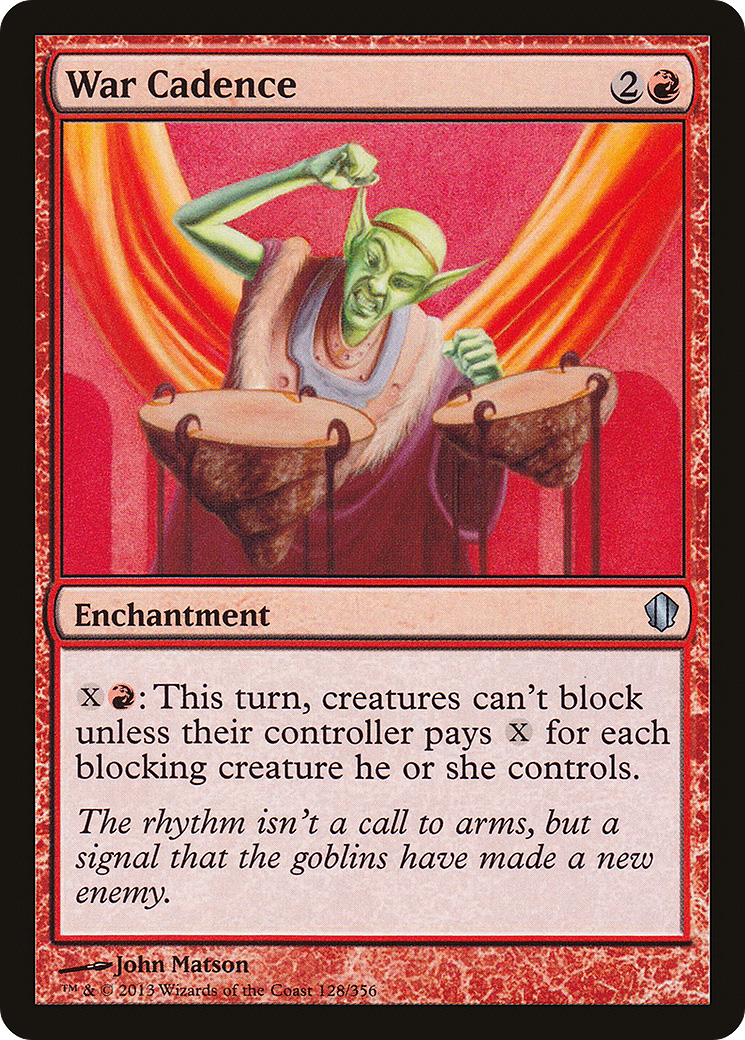 War Cadence 2
Enchantment
X : This turn, creatures can't block
unless their controller pays X for each
blocking creature he or she controls.
The rhythm isn't a call to arms, but a
signal that the goblins have made a new
enemy.
John Matson
™ & © 2013 Wizards of the Coast 128/356